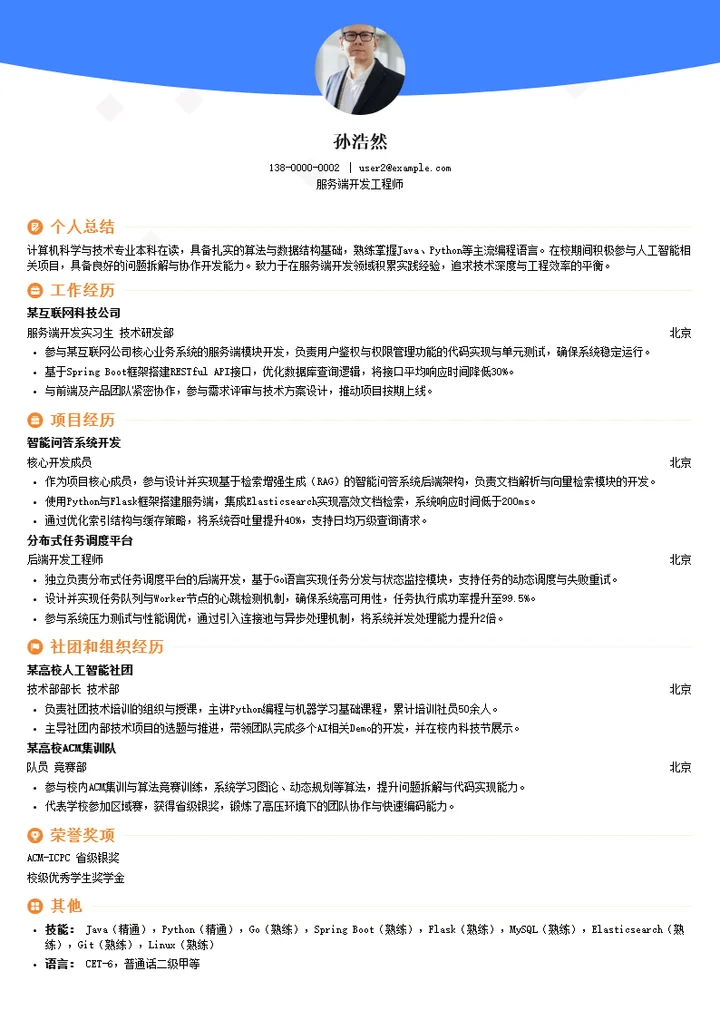 孙浩然
138-0000-0002 | user2@example.com
服务端开发工程师
个人总结
计算机科学与技术专业本科在读，具备扎实的算法与数据结构基础，熟练掌握Java、Python等主流编程语言。在校期间积极参与人工智能相
关项目，具备良好的问题拆解与协作开发能力。致力于在服务端开发领域积累实践经验，追求技术深度与工程效率的平衡。
工作经历
某互联网科技公司
服务端开发实习生 技术研发部 北京
• 参与某互联网公司核心业务系统的服务端模块开发，负责用户鉴权与权限管理功能的代码实现与单元测试，确保系统稳定运行。
• 基于Spring Boot框架搭建RESTful API接口，优化数据库查询逻辑，将接口平均响应时间降低30%。
• 与前端及产品团队紧密协作，参与需求评审与技术方案设计，推动项目按期上线。
项目经历
智能问答系统开发
核心开发成员 北京
• 作为项目核心成员，参与设计并实现基于检索增强生成（RAG）的智能问答系统后端架构，负责文档解析与向量检索模块的开发。
• 使用Python与Flask框架搭建服务端，集成Elasticsearch实现高效文档检索，系统响应时间低于200ms。
• 通过优化索引结构与缓存策略，将系统吞吐量提升40%，支持日均万级查询请求。
分布式任务调度平台
后端开发工程师 北京
• 独立负责分布式任务调度平台的后端开发，基于Go语言实现任务分发与状态监控模块，支持任务的动态调度与失败重试。
• 设计并实现任务队列与Worker节点的心跳检测机制，确保系统高可用性，任务执行成功率提升至99.5%。
• 参与系统压力测试与性能调优，通过引入连接池与异步处理机制，将系统并发处理能力提升2倍。
社团和组织经历
某高校人工智能社团
技术部部长 技术部 北京
• 负责社团技术培训的组织与授课，主讲Python编程与机器学习基础课程，累计培训社员50余人。
• 主导社团内部技术项目的选题与推进，带领团队完成多个AI相关Demo的开发，并在校内科技节展示。
某高校ACM集训队
队员 竞赛部 北京
• 参与校内ACM集训与算法竞赛训练，系统学习图论、动态规划等算法，提升问题拆解与代码实现能力。
• 代表学校参加区域赛，获得省级银奖，锻炼了高压环境下的团队协作与快速编码能力。
荣誉奖项
ACM-ICPC 省级银奖
校级优秀学生奖学金
其他
• 技能： Java（精通），Python（精通），Go（熟练），Spring Boot（熟练），Flask（熟练），MySQL（熟练），Elasticsearch（熟
练），Git（熟练），Linux（熟练）
• 语言： CET-6，普通话二级甲等